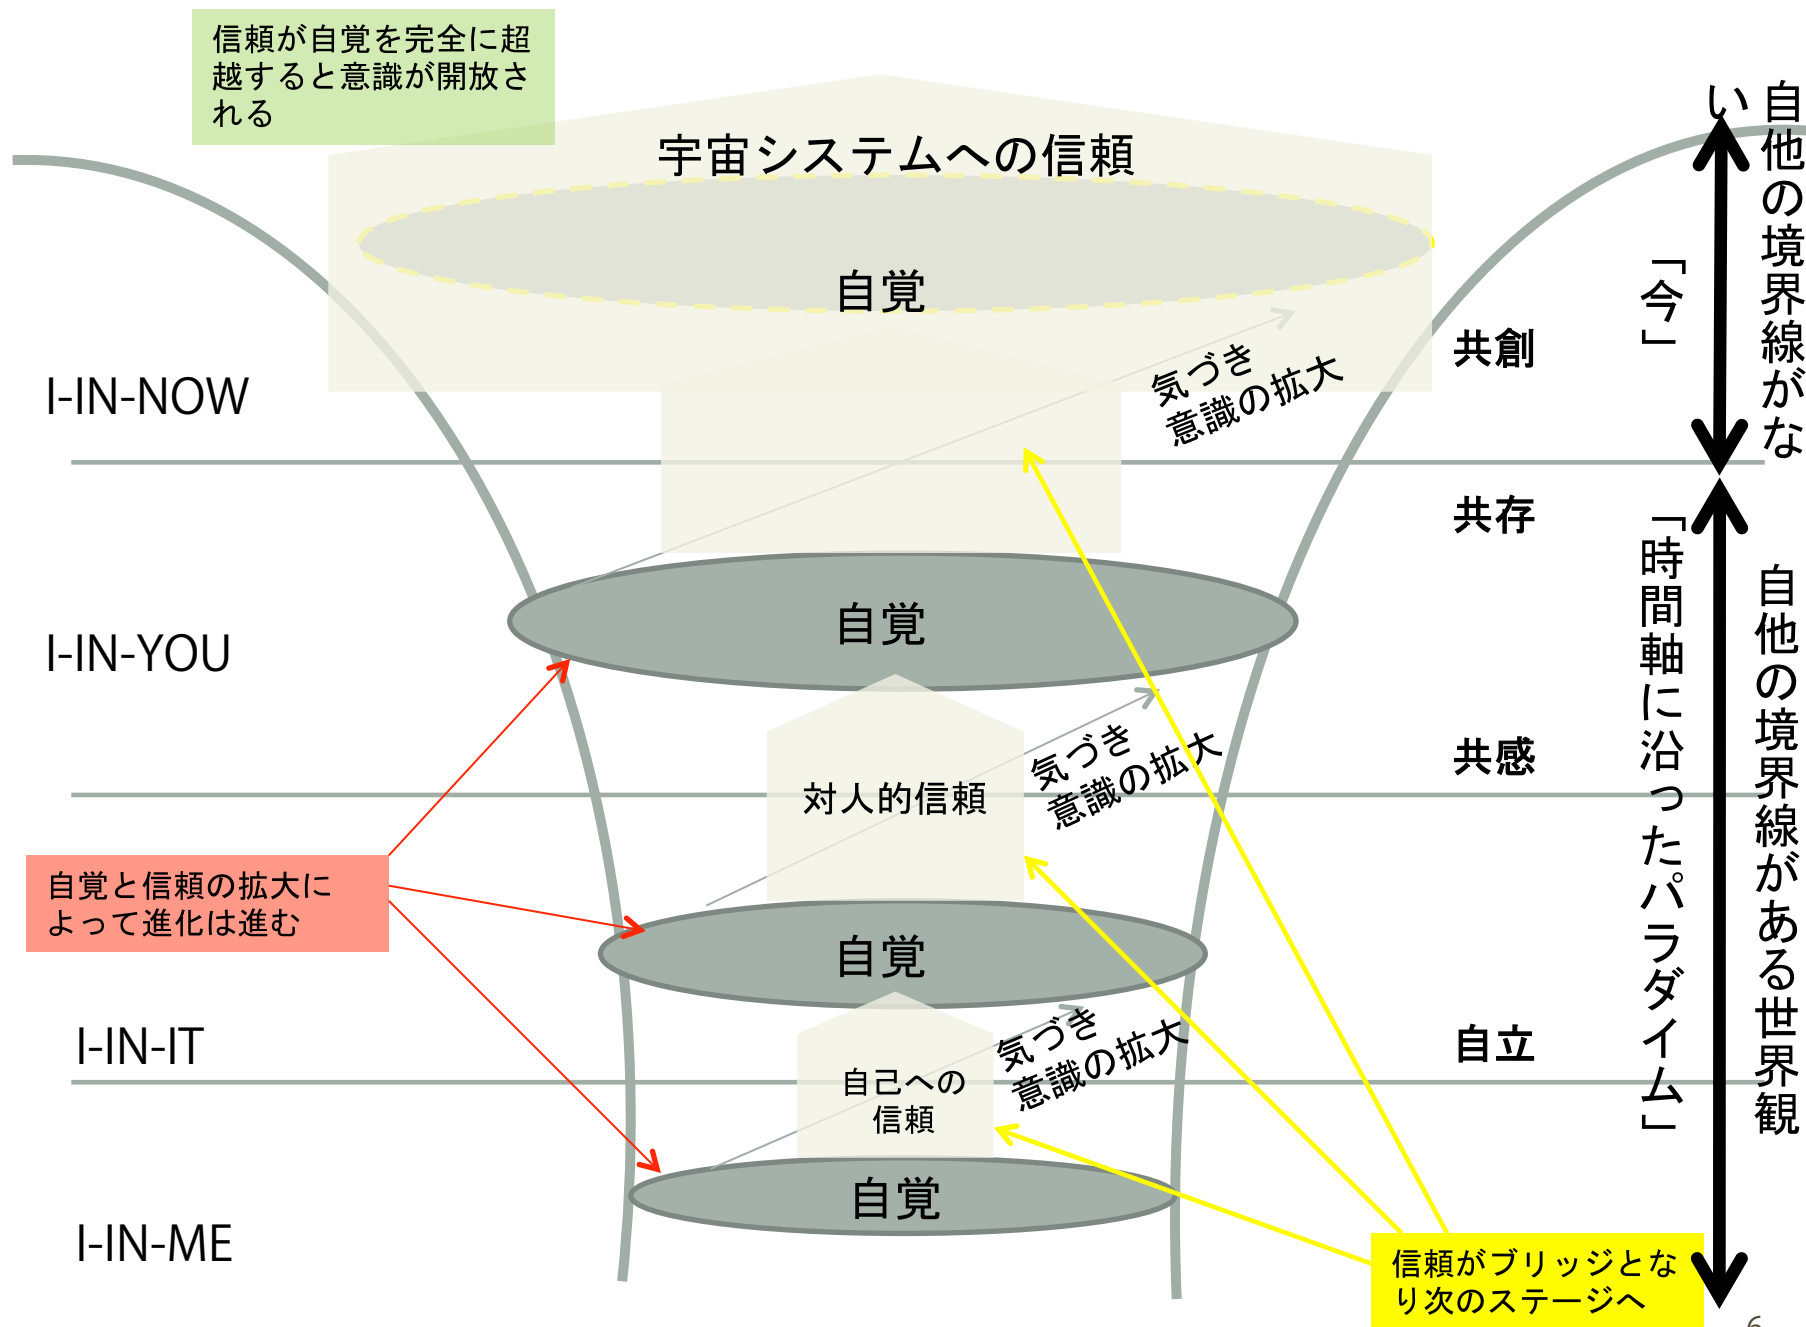 信頼が自覚を完全に超
越すると意識が開放さ
れる
宇宙システムへの信頼
自覚
I-IN-NOW
気づき
意識の拡大
共創
「今」
自他の境界線がな
い
共存
自覚
I-IN-YOU
気づき
意識の拡大
対人的信頼
共感
「時間軸に沿ったパラダイム」
自他の境界線がある世界観
自覚と信頼の拡大に
よって進化は進む
自覚
I-IN-IT
気づき
意識の拡大
自己への
信頼
自立
自覚
I-IN-ME
信頼がブリッジとな
り次のステージへ
6